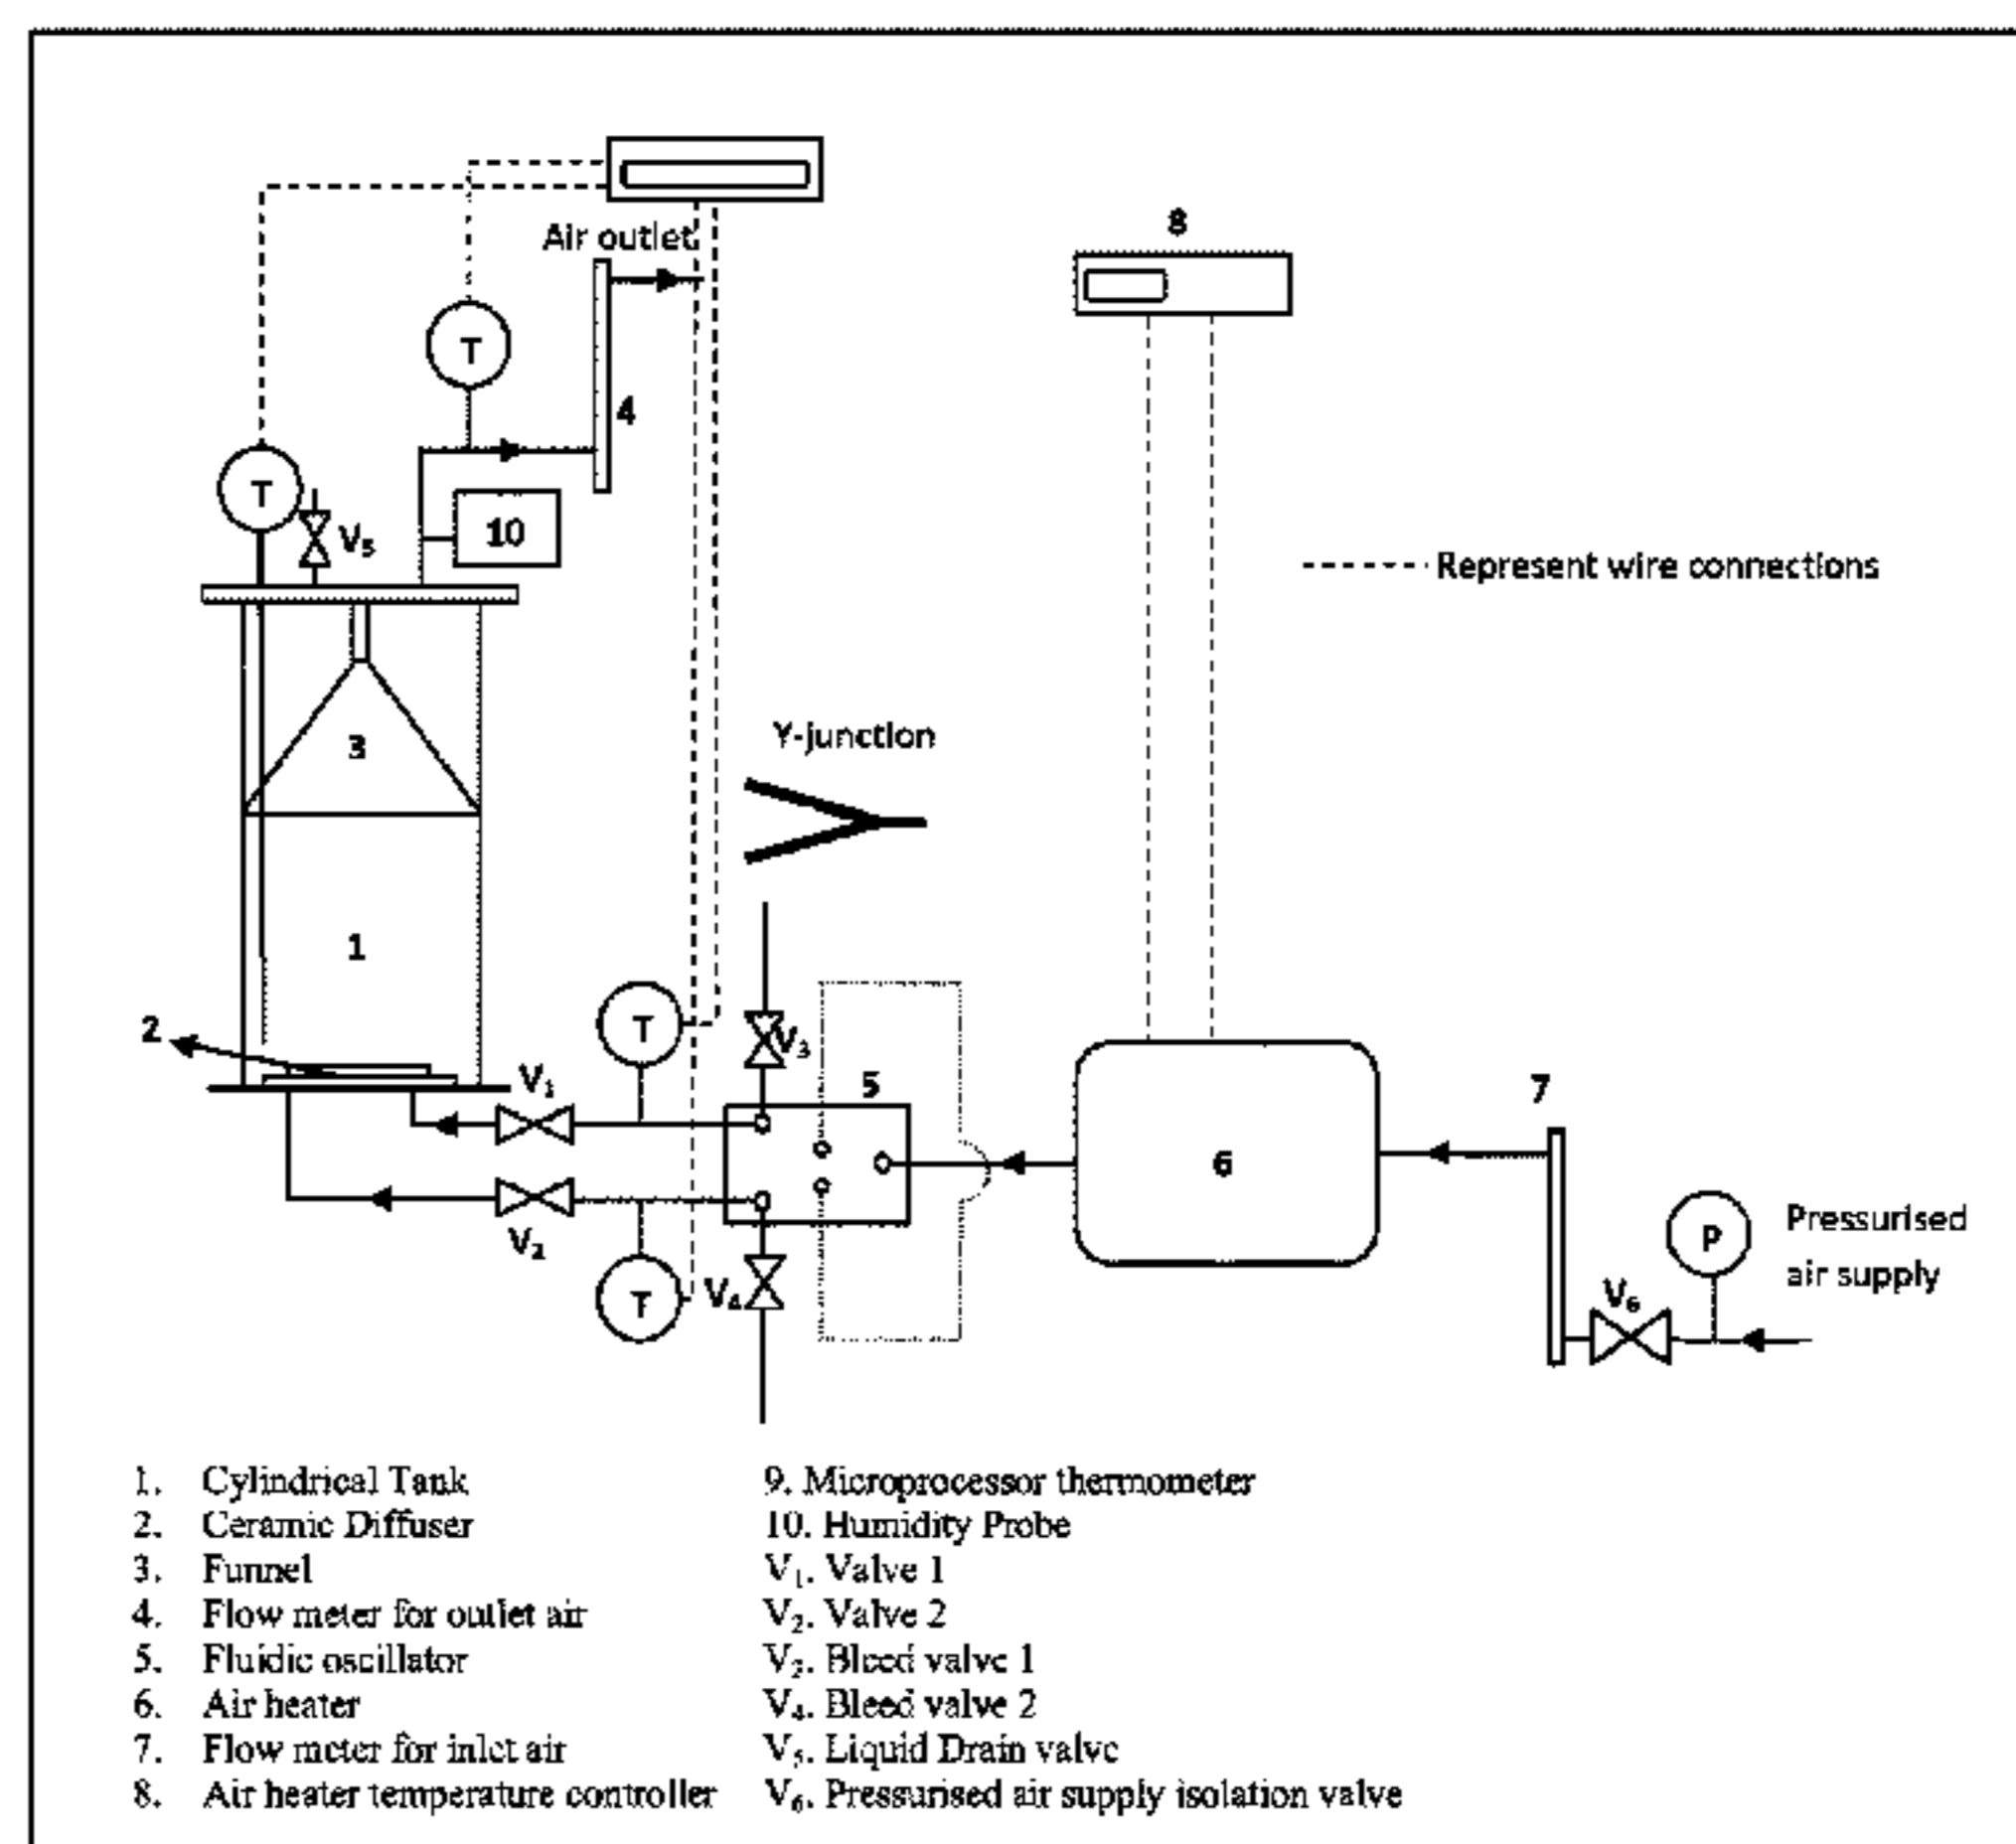 Air outlet
8
T
4
T
V₅
10
Represent wire connections
3
Y-junction
1
2
T
V₃
V₁
5
7
6
P
Pressurised
air supply
V₂
T
V₄
V₆
1. Cylindrical Tank
2. Ceramic Diffuser
3. Funnel
4. Flow meter for outlet air
5. Fluidic oscillator
6. Air heater
7. Flow meter for inlet air
8. Air heater temperature controller
9. Microprocessor thermometer
10. Humidity Probe
V₁. Valve 1
V₂. Valve 2
V₃. Bleed valve 1
V₄. Bleed valve 2
V₅. Liquid Drain valve
V₆. Pressurised air supply isolation valve